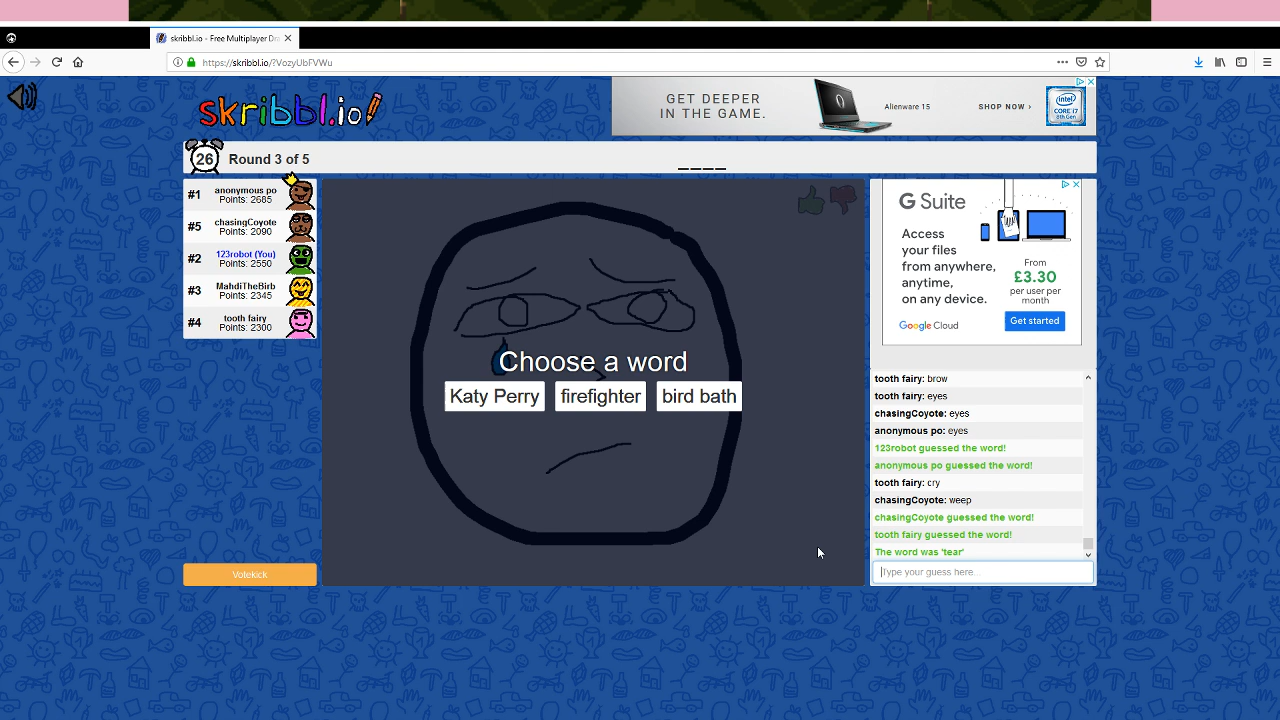 skribbl.io - Free Multiplayer Dra
https://skribbl.io/?VozyUbFVWu
skribbl.io
GET DEEPER
IN THE GAME.
Alienware 15
SHOP NOW ›
intel
CORE i7
8th Gen
26
Round 3 of 5
____
#1
anonymous po
Points: 2685
#5
chasingCoyote
Points: 2090
#2
123robot (You)
Points: 2550
#3
MahdiTheBirb
Points: 2345
#4
tooth fairy
Points: 2300
Votekick
Choose a word
Katy Perry
firefighter
bird bath
G Suite
Access
your files
from anywhere,
anytime,
on any device.
From
£3.30
per user per
month
Google Cloud
Get started
tooth fairy: brow
tooth fairy: eyes
chasingCoyote: eyes
anonymous po: eyes
123robot guessed the word!
anonymous po guessed the word!
tooth fairy: cry
chasingCoyote: weep
chasingCoyote guessed the word!
tooth fairy guessed the word!
The word was 'tear'
Type your guess here...